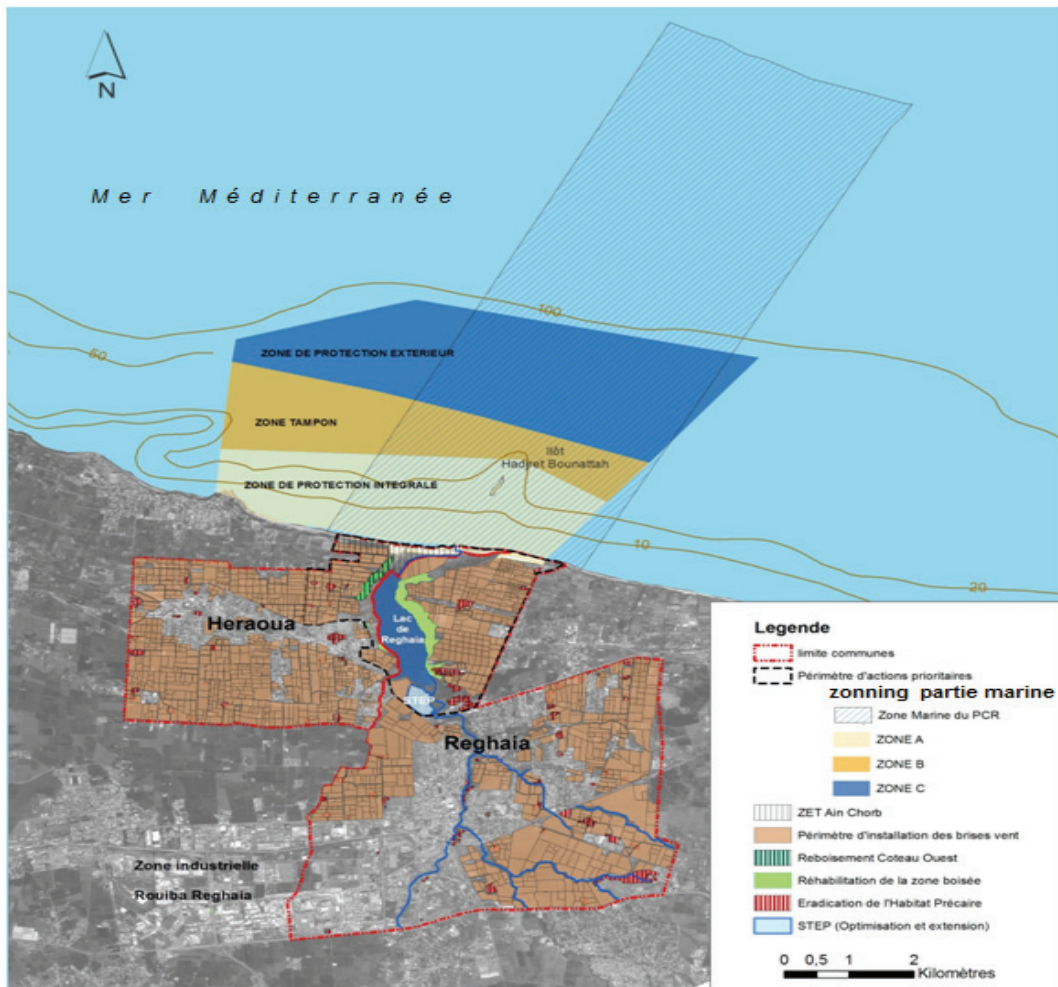 N
Mer Méditerranée
100
50
ZONE DE PROTECTION EXTERIEUR
ZONE TAMPON
Ilôt
Hadjret Bounattah
ZONE DE PROTECTION INTEGRALE
10
20
Heraoua
Lac
de
Reghaia
STEP
Reghaia
Zone industrielle
Rouiba Reghaia
Legende
limite communes
Périmètre d'actions prioritaires
zonning partie marine
Zone Marine du PCR
ZONE A
ZONE B
ZONE C
ZET Ain Chorb
Périmètre d'installation des brises vent
Reboisement Coteau Ouest
Réhabilitation de la zone boisée
Eradication de l'Habitat Précaire
STEP (Optimisation et extension)
0 0,5 1 2
Kilomètres